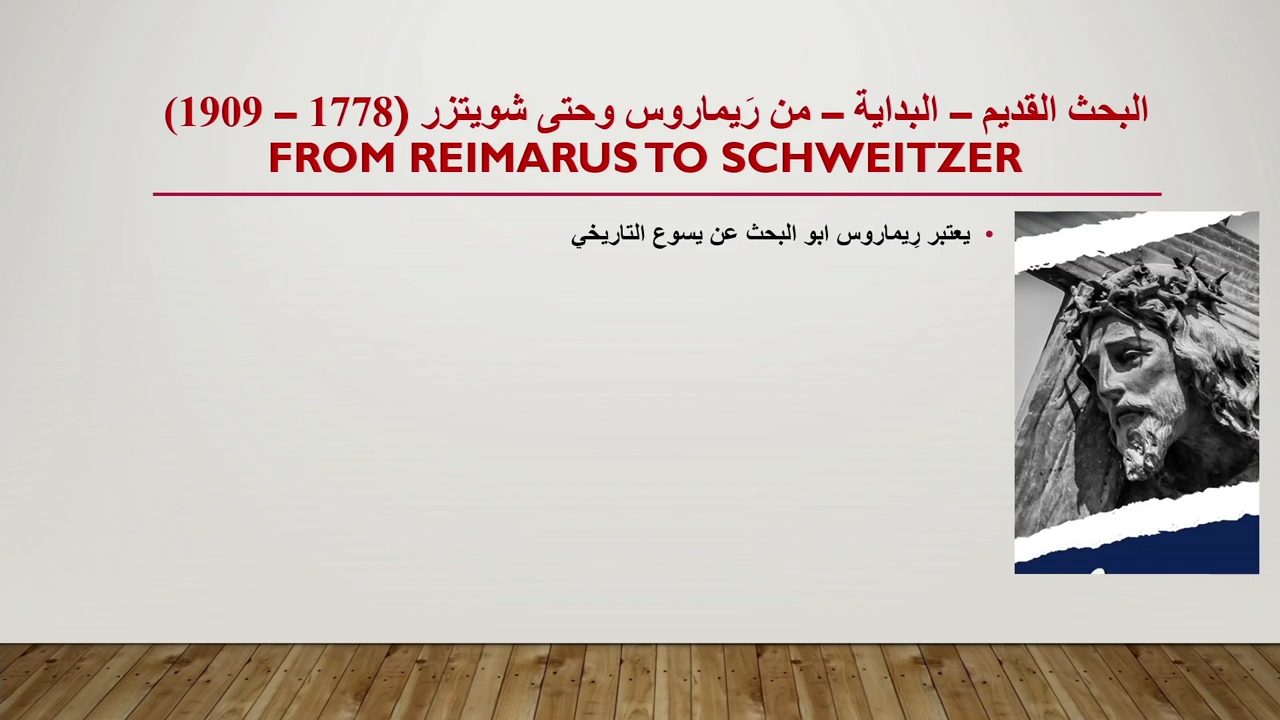 البحث القديم – البداية – من رَيماروس وحتى شويتزر (1778 – 1909)
FROM REIMARUS TO SCHWEITZER
• يعتبر رِيماروس ابو البحث عن يسوع التاريخي